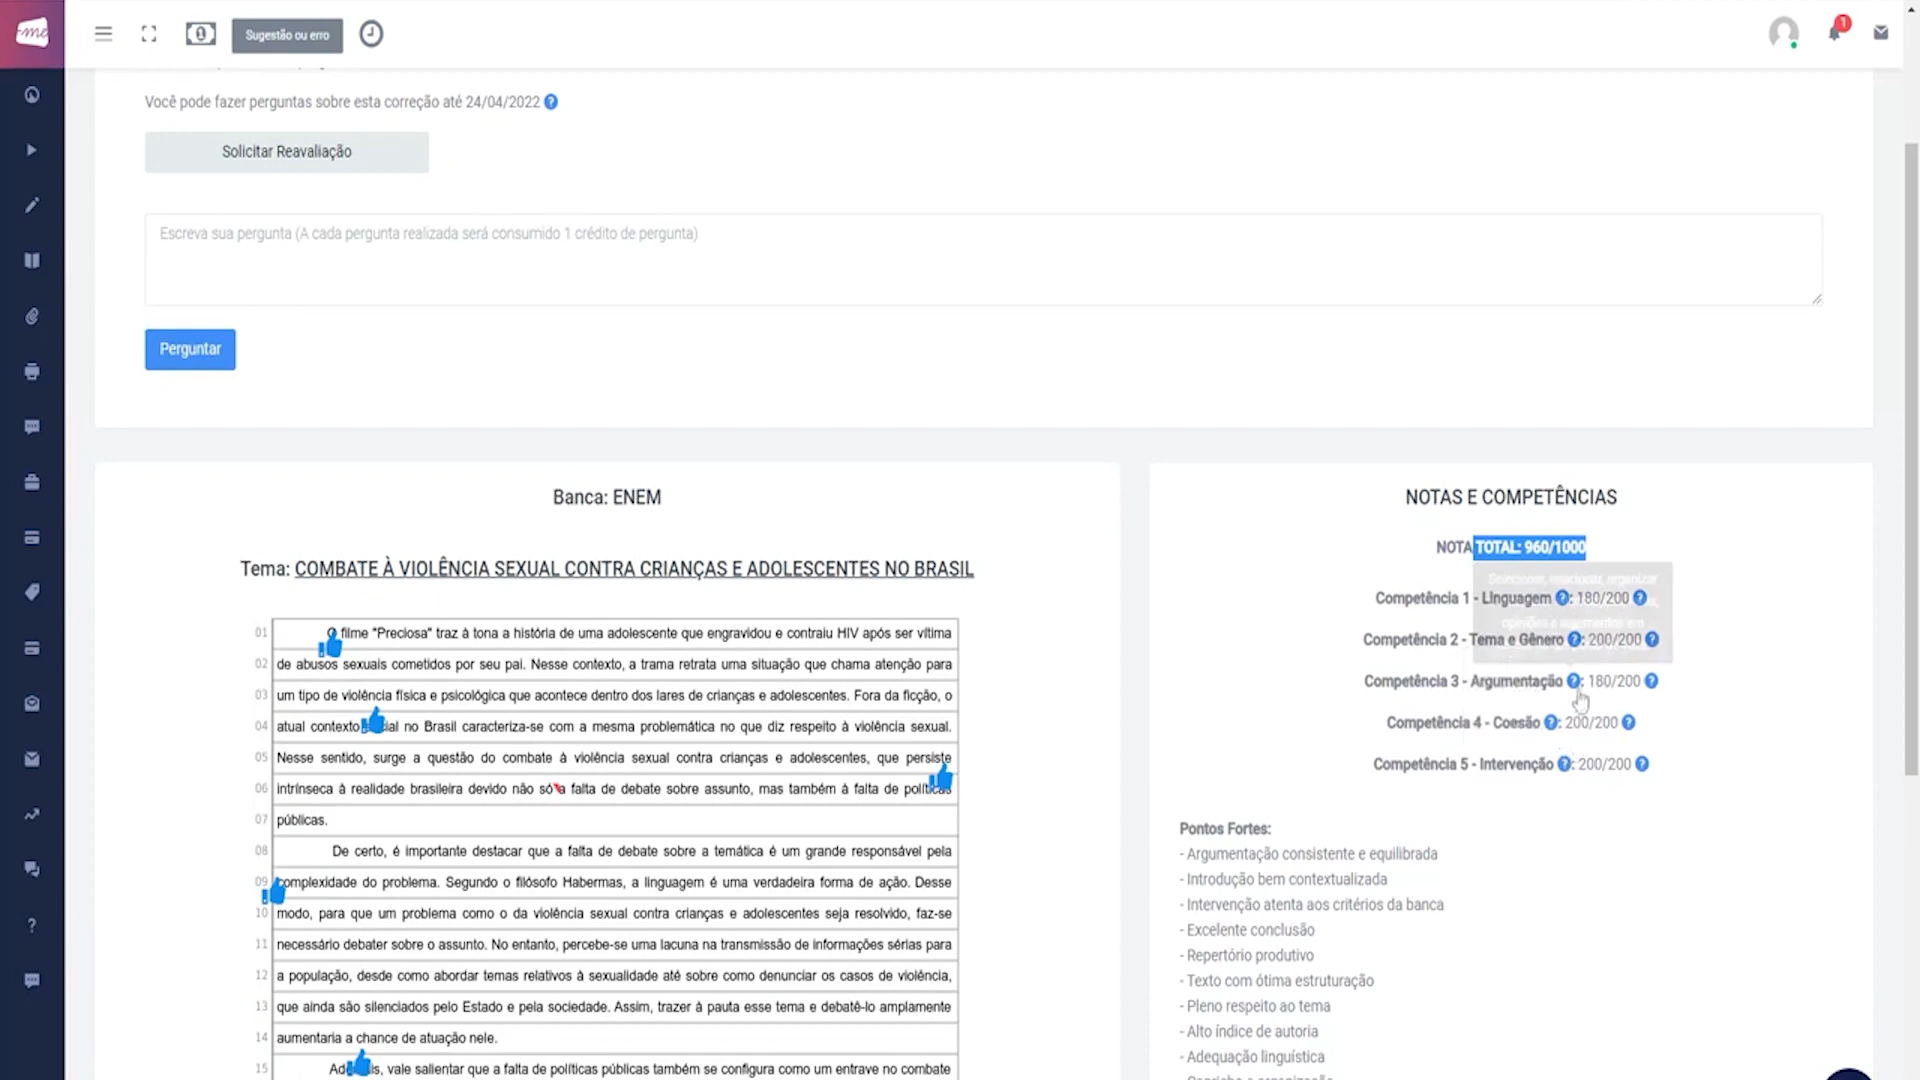 me
Sugestão ou erro
1
Você pode fazer perguntas sobre esta correção até 24/04/2022 ?
Solicitar Reavaliação
Escreva sua pergunta (A cada pergunta realizada será consumido 1 crédito de pergunta)
Perguntar
Banca: ENEM
Tema: COMBATE À VIOLÊNCIA SEXUAL CONTRA CRIANÇAS E ADOLESCENTES NO BRASIL
01 O filme "Preciosa" traz à tona a história de uma adolescente que engravidou e contraiu HIV após ser vítima
02 de abusos sexuais cometidos por seu pai. Nesse contexto, a trama retrata uma situação que chama atenção para
03 um tipo de violência física e psicológica que acontece dentro dos lares de crianças e adolescentes. Fora da ficção, o
04 atual contexto no Brasil caracteriza-se com a mesma problemática no que diz respeito à violência sexual.
05 Nesse sentido, surge a questão do combate à violência sexual contra crianças e adolescentes, que persiste
06 intrínseca à realidade brasileira devido não só a falta de debate sobre assunto, mas também à falta de políticas
07 públicas.
08 De certo, é importante destacar que a falta de debate sobre a temática é um grande responsável pela
09 complexidade do problema. Segundo o filósofo Habermas, a linguagem é uma verdadeira forma de ação. Desse
10 modo, para que um problema como o da violência sexual contra crianças e adolescentes seja resolvido, faz-se
11 necessário debater sobre o assunto. No entanto, percebe-se uma lacuna na transmissão de informações sérias para
12 a população, desde como abordar temas relativos à sexualidade até sobre como denunciar os casos de violência,
13 que ainda são silenciados pelo Estado e pela sociedade. Assim, trazer à pauta esse tema e debatê-lo amplamente
14 aumentaria a chance de atuação nele.
15 vale salientar que a falta de políticas públicas também se configura como um entrave no combate
NOTAS E COMPETÊNCIAS
NOTA TOTAL: 960/1000
Selecionar, relacionar, organizar
Competência 1 - Linguagem ?: 180/200 ?
opiniões e argumentos em
Competência 2 - Tema e Gênero ?: 200/200 ?
Competência 3 - Argumentação ?: 180/200 ?
Competência 4 - Coesão ?: 200/200 ?
Competência 5 - Intervenção ?: 200/200 ?
Pontos Fortes:
- Argumentação consistente e equilibrada
- Introdução bem contextualizada
- Intervenção atenta aos critérios da banca
- Excelente conclusão
- Repertório produtivo
- Texto com ótima estruturação
- Pleno respeito ao tema
- Alto índice de autoria
- Adequação linguística